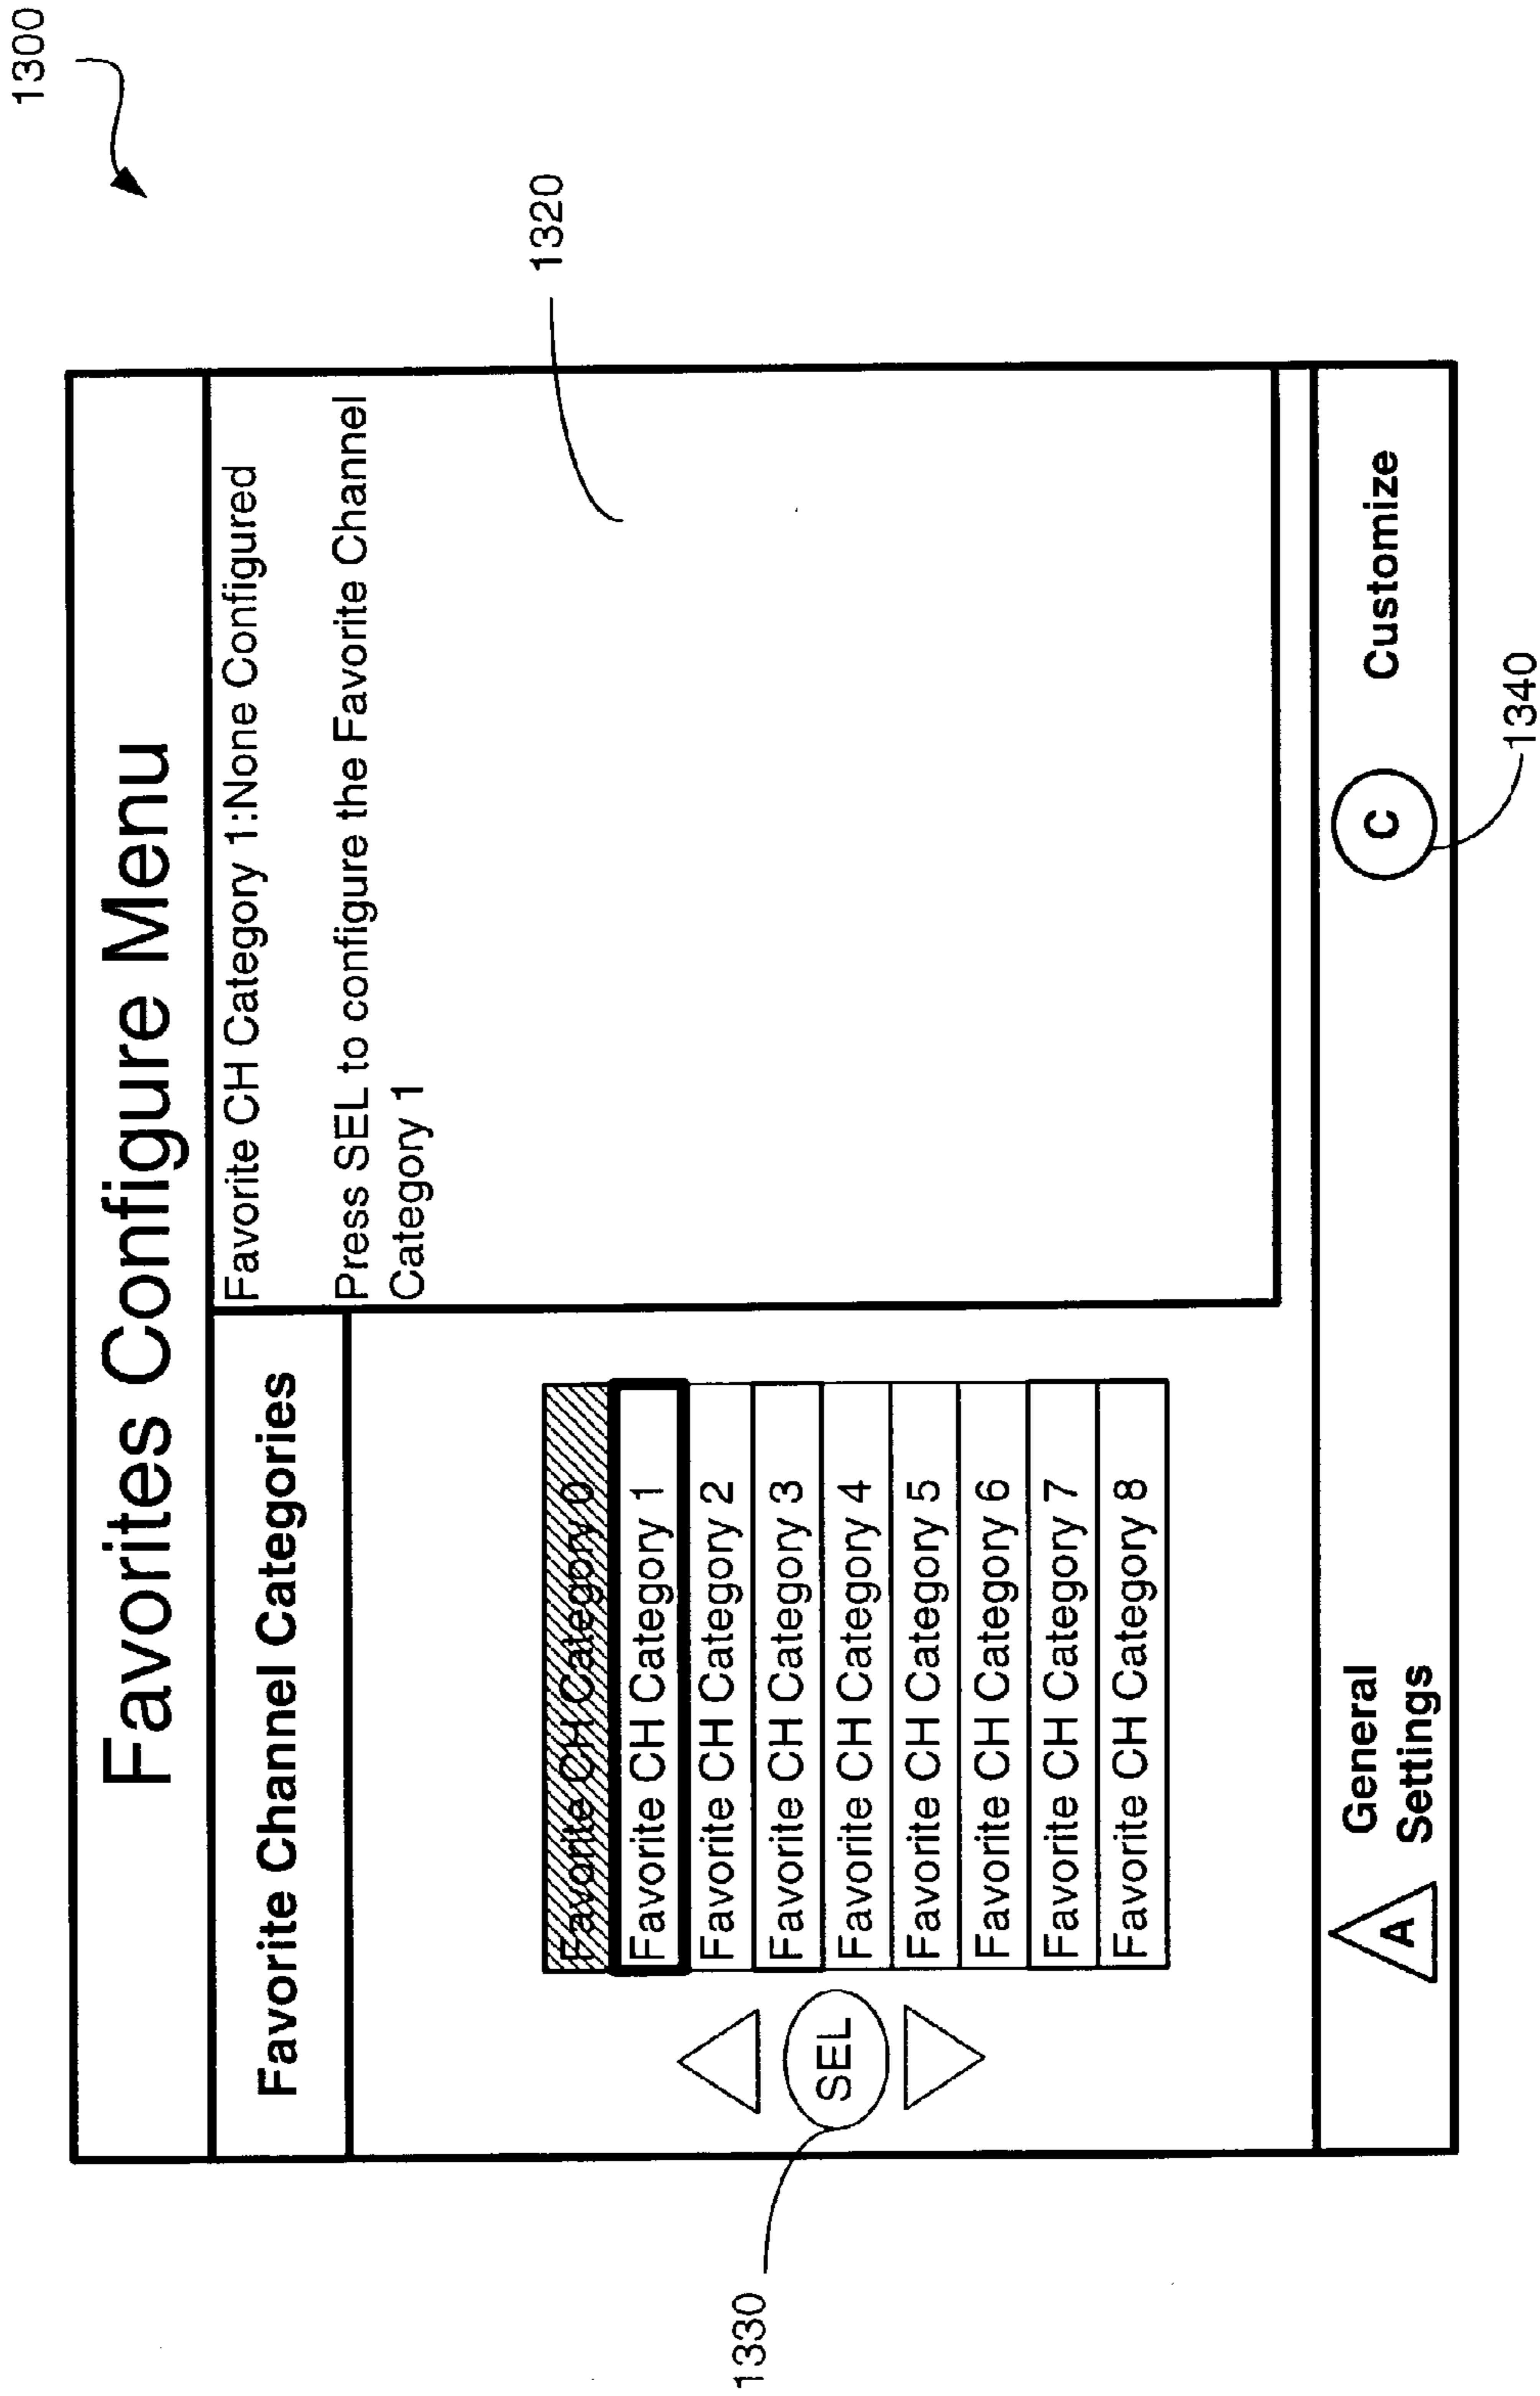 1300
Favorites Configure Menu
Favorite Channel Categories
Favorite CH Category 1:None Configured
Press SEL to configure the Favorite Channel
Category 1
1320
Favorite CH Category 0
Favorite CH Category 1
Favorite CH Category 2
Favorite CH Category 3
Favorite CH Category 4
Favorite CH Category 5
Favorite CH Category 6
Favorite CH Category 7
Favorite CH Category 8
SEL
1330
A
General
Settings
C
Customize
1340